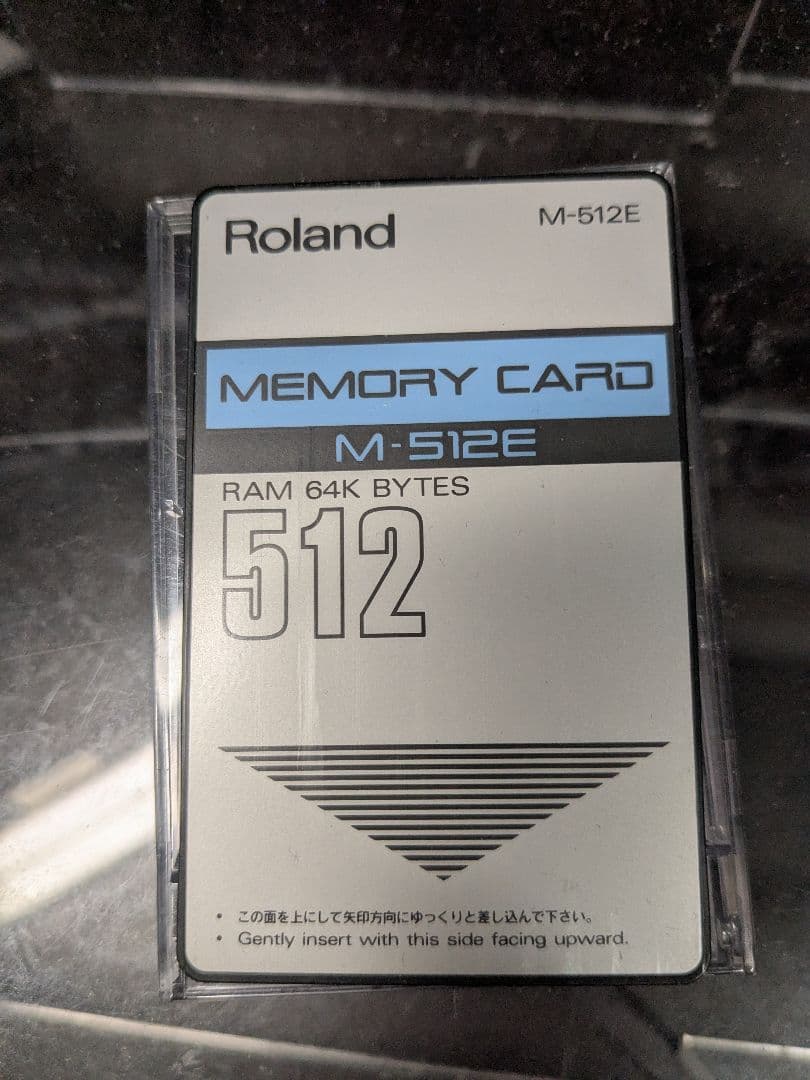 Roland
M-512E
MEMORY CARD
M-512E
RAM 64K BYTES
512
• この面を上にして矢印方向にゆっくりと差し込んで下さい。
• Gently insert with this side facing upward.